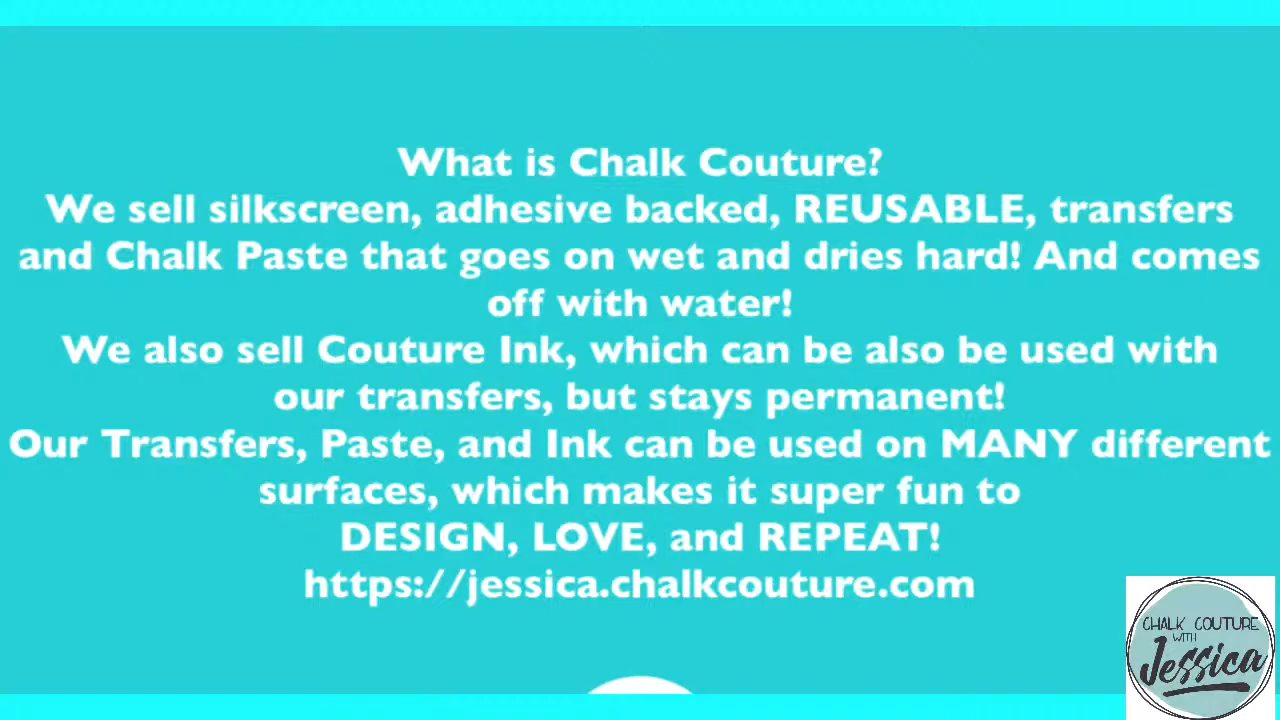 What is Chalk Couture?
We sell silkscreen, adhesive backed, REUSABLE, transfers
and Chalk Paste that goes on wet and dries hard! And comes
off with water!
We also sell Couture Ink, which can be also be used with
our transfers, but stays permanent!
Our Transfers, Paste, and Ink can be used on MANY different
surfaces, which makes it super fun to
DESIGN, LOVE, and REPEAT!
https://jessica.chalkcouture.com
CHALK COUTURE
WITH
Jessica